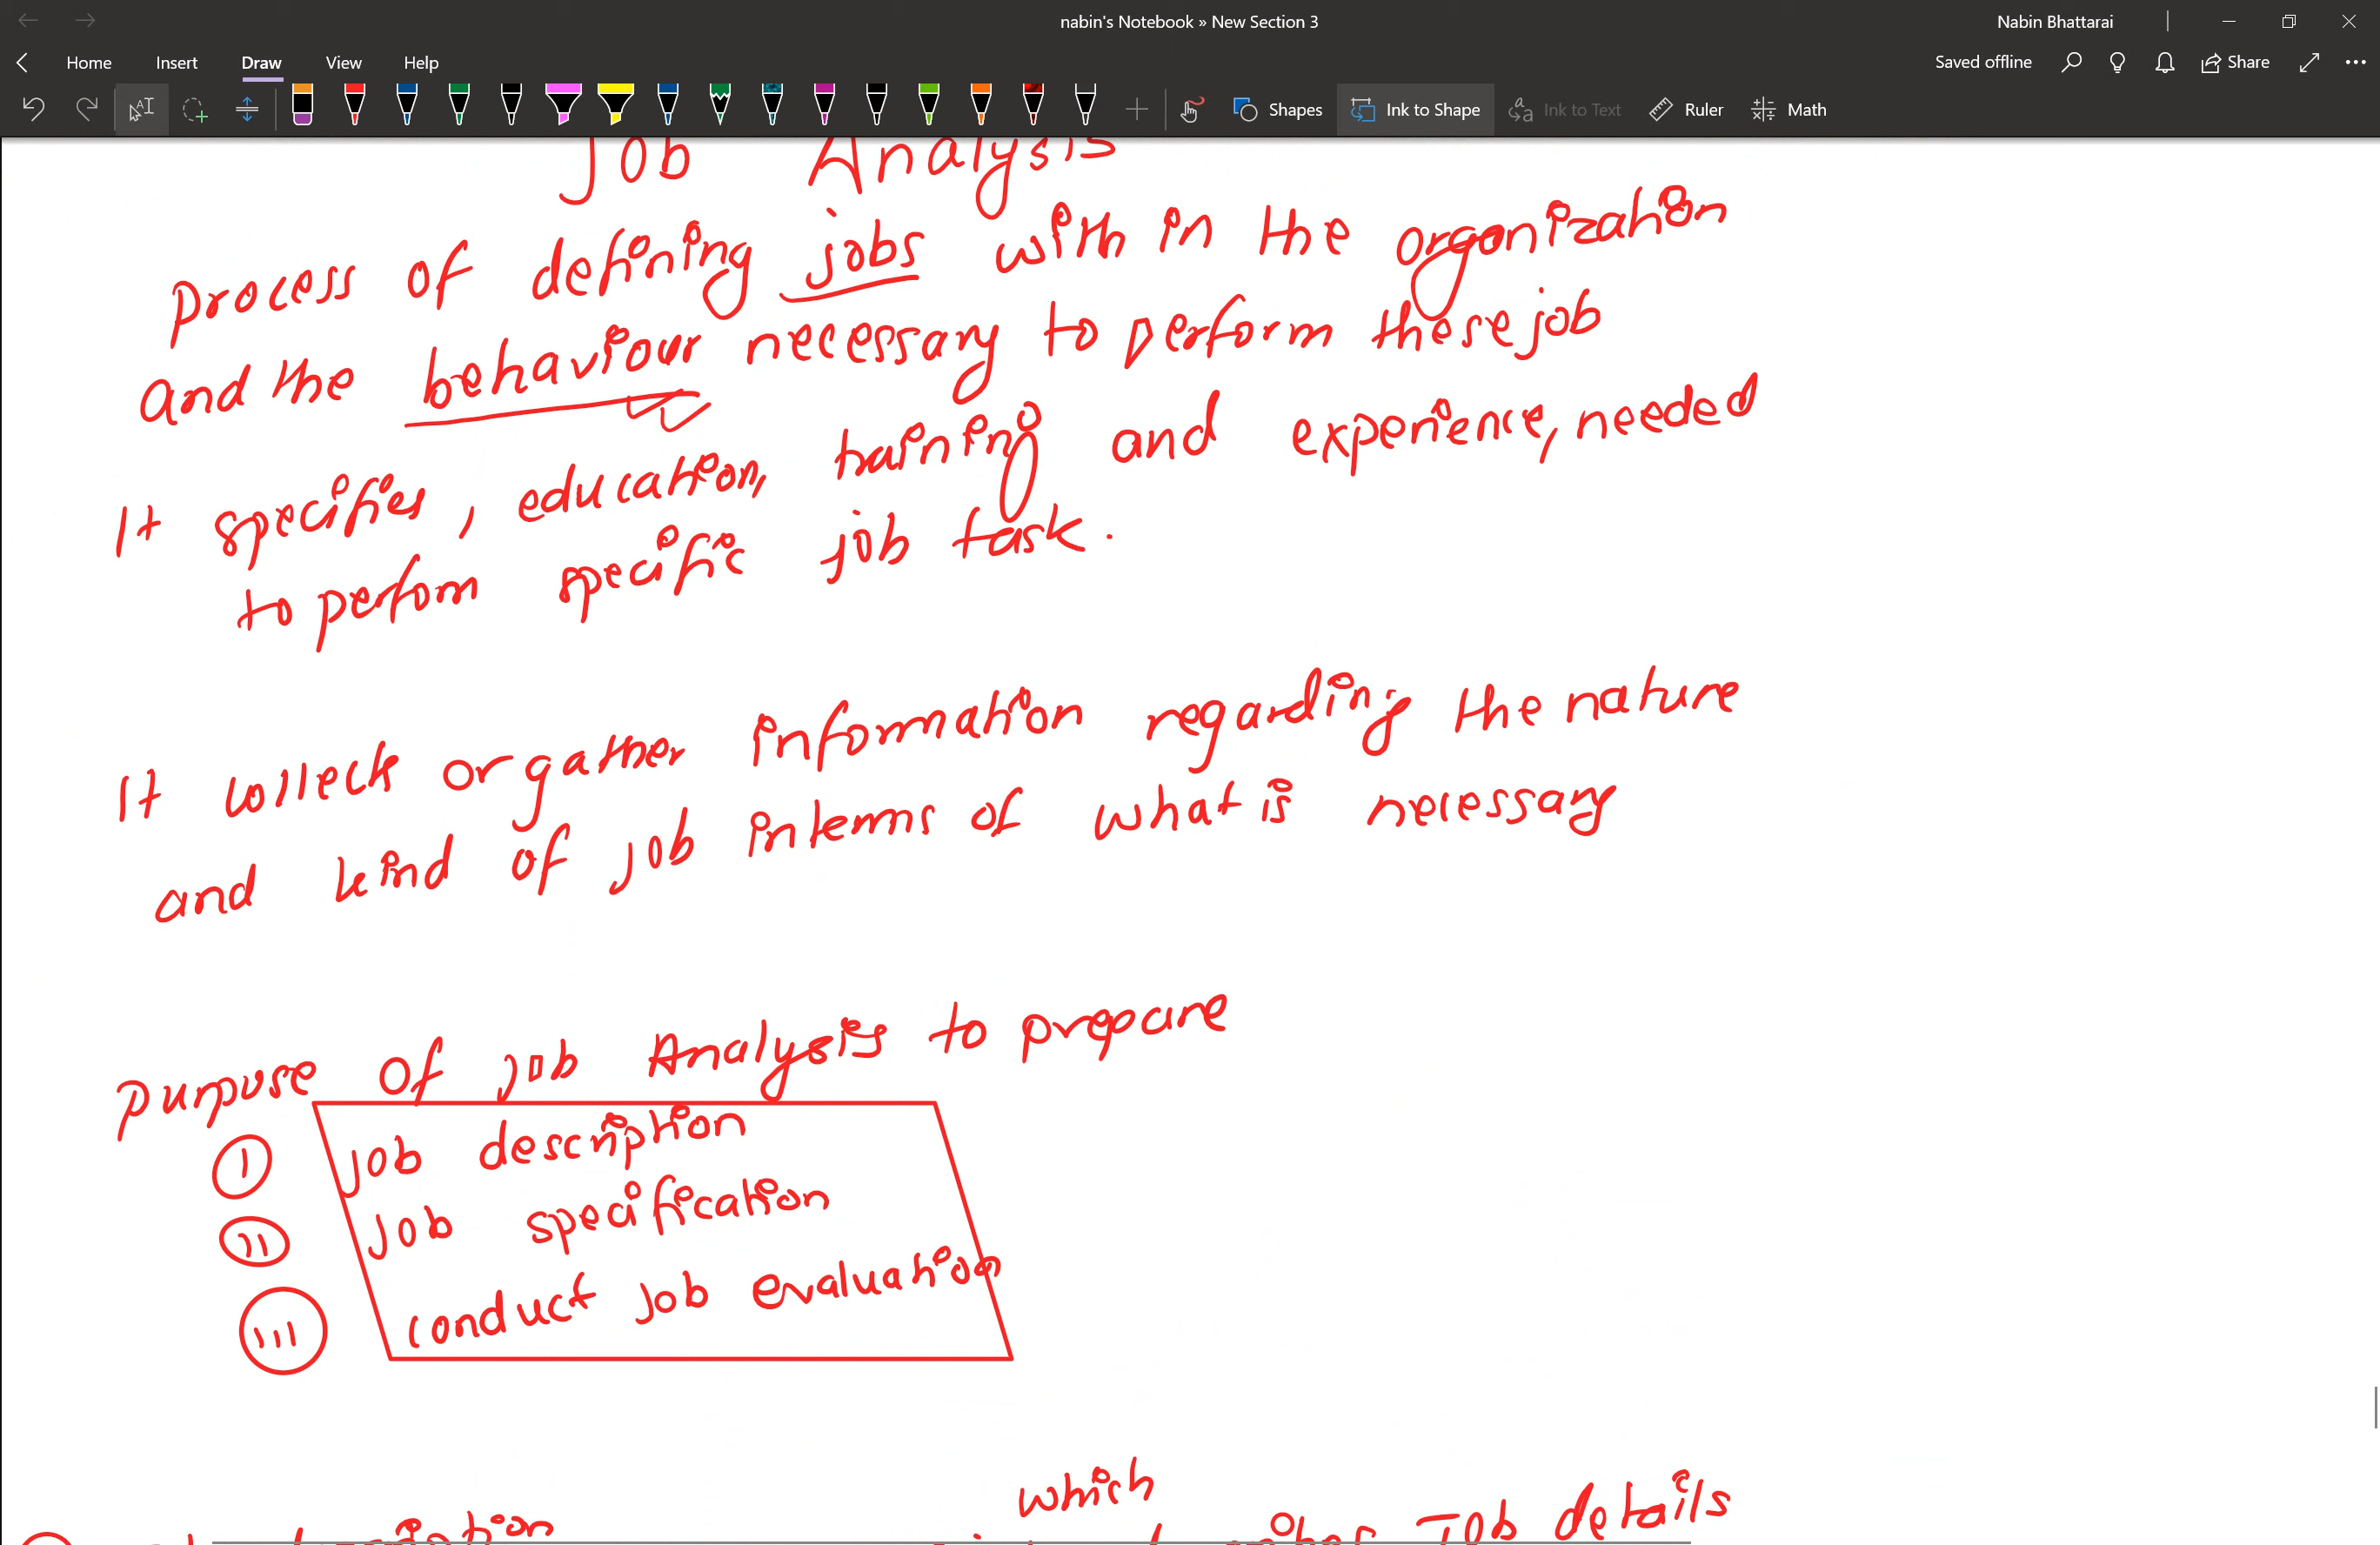 nabin's Notebook » New Section 3
Nabin Bhattarai
Home Insert Draw View Help
Saved offline Share
Shapes Ink to Shape Ink to Text Ruler Math
Job Analysis
process of defining jobs with in the organization
and the behaviour necessary to perform these job
It specifies, education, training and experience, needed
to perform specific job task.
It collects or gather information regarding the nature
and kind of job interms of what is necessary
purpose of job Analysis to prepare
I job description
II job specification
III conduct job evaluation
which
Job details